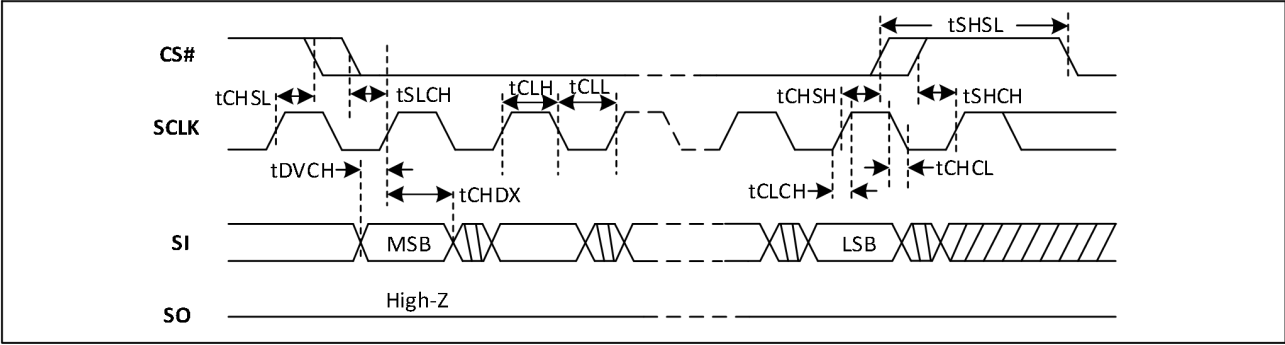 tSHSL
CS#
tCHSL
tSLCH
tCLH
tCLL
tCHSH
tSHCH
SCLK
tDVCH
tCHDX
tCLCH
tCHCL
SI
MSB
LSB
High-Z
SO